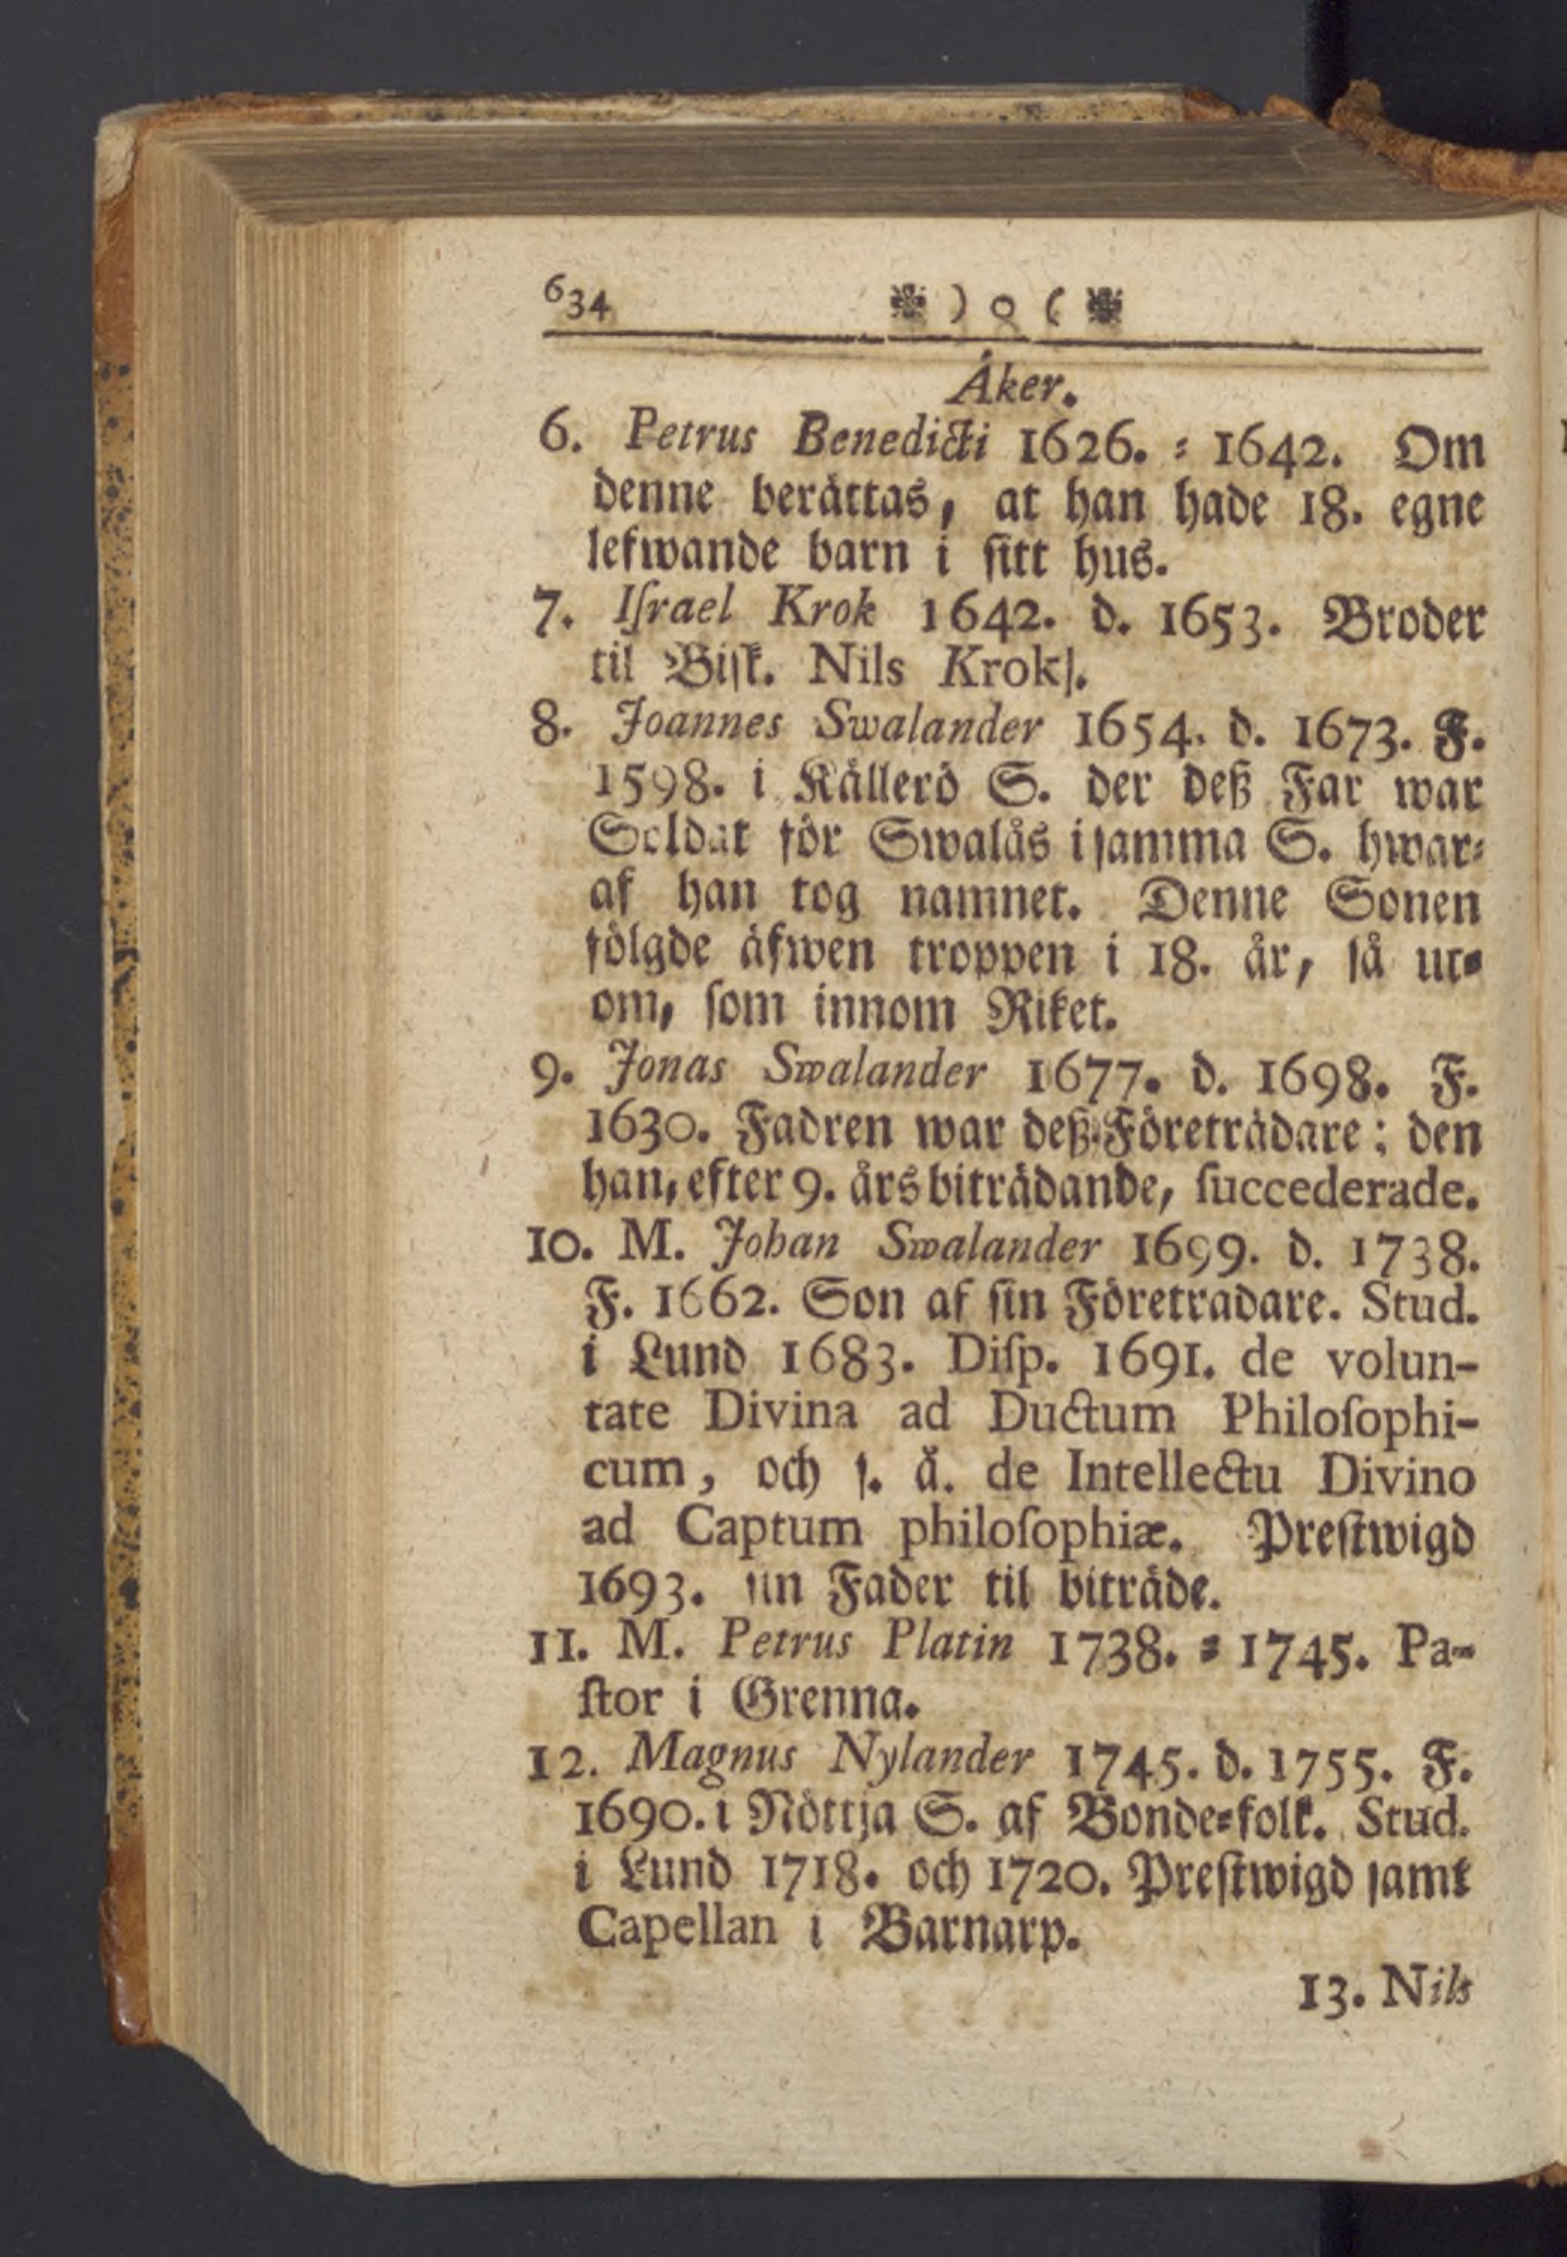 634 ❋ ) o ( ❋
Åker.
6. Petrus Benedicti 1626. = 1642. Om
denne berättas, at han hade 18. egne
lefwande barn i sitt hus.
7. Iſrael Krok 1642. d. 1653. Broder
til Biſk. Nils Krokſ.
8. Joannes Swalander 1654. d. 1673. F.
1598. i Källerö S. der deß Far war
Soldat för Swalås i ſamma S. hwar=
af han tog namnet. Denne Sonen
fölgde äfwen troppen i 18. år, ſå ut=
om, ſom innom Riket.
9. Jonas Swalander 1677. d. 1698. F.
1630. Fadren war deß Företrädare; den
han, efter 9. års biträdande, ſuccederade.
10. M. Johan Swalander 1699. d. 1738.
F. 1662. Son af ſin Företradare. Stud.
i Lund 1683. Diſp. 1691. de volun-
tate Divina ad Ductum Philoſophi-
cum, och ſ. å. de Intellectu Divino
ad Captum philoſophiæ. Preſtwigd
1693. ſin Fader til biträde.
11. M. Petrus Platin 1738. = 1745. Pa-
ſtor i Grenna.
12. Magnus Nylander 1745. d. 1755. F.
1690. i Nöttja S. af Bonde=folk. Stud.
i Lund 1718. och 1720. Preſtwigd ſamt
Capellan i Barnarp.
13. Nils